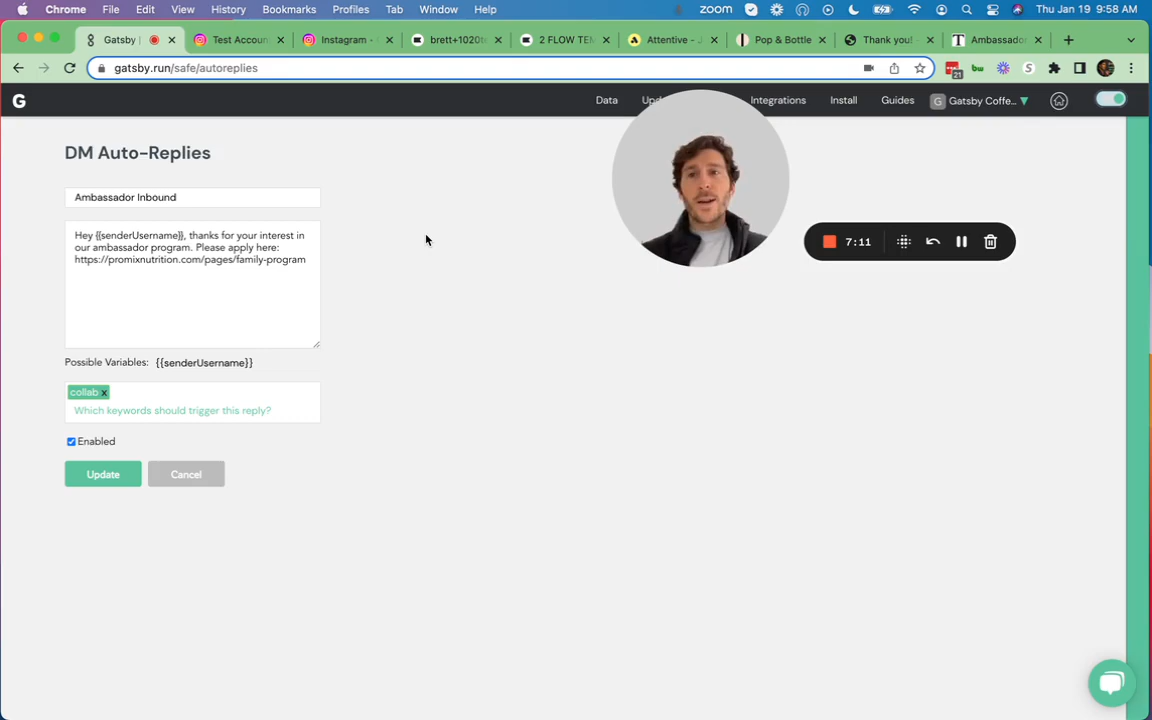 Chrome File Edit View History Bookmarks Profiles Tab Window Help zoom Thu Jan 19 9:58 AM
Gatsby Test Accoun Instagram - brett+1020te 2 FLOW TEM Attentive - J Pop & Bottle Thank you! Ambassador
gatsby.run/safe/autoreplies 21
G Data Integrations Install Guides G Gatsby Coffe...
DM Auto-Replies
Ambassador Inbound
Hey {{senderUsername}}, thanks for your interest in
our ambassador program. Please apply here:
https://promixnutrition.com/pages/family-program
7:11
Possible Variables: {{senderUsername}}
collab x
Which keywords should trigger this reply?
Enabled
Update Cancel